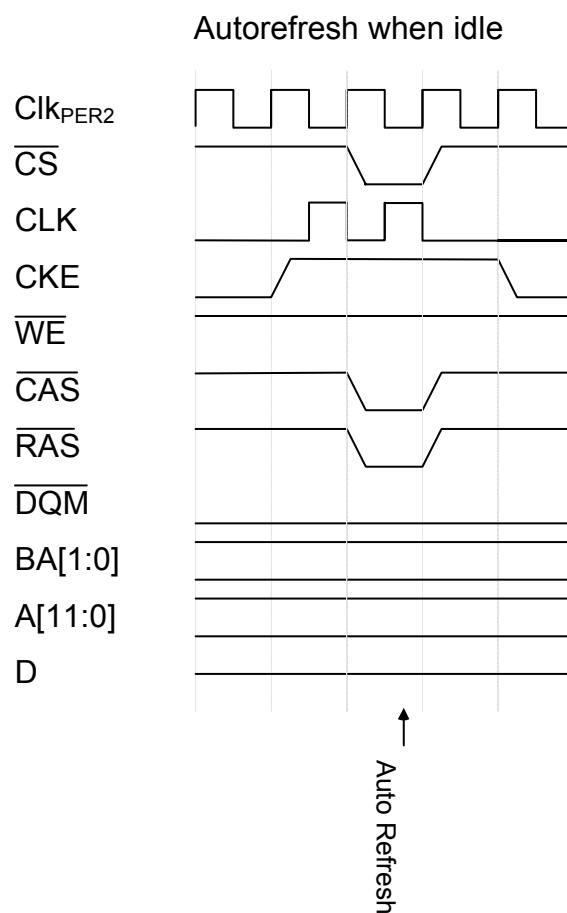 Autorefresh when idle
ClkPER2
CS
CLK
CKE
WE
CAS
RAS
DQM
BA[1:0]
A[11:0]
D
Auto Refresh